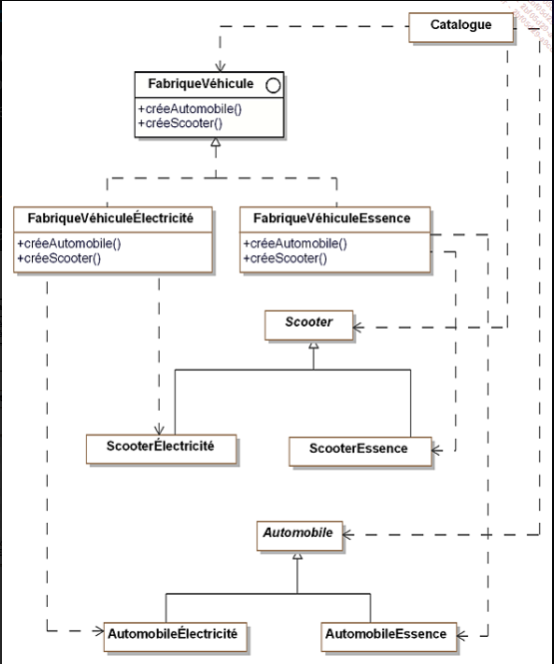 Catalogue
FabriqueVéhicule
+créeAutomobile()
+créeScooter()
FabriqueVéhiculeÉlectricité
+créeAutomobile()
+créeScooter()
FabriqueVéhiculeEssence
+créeAutomobile()
+créeScooter()
Scooter
ScooterÉlectricité
ScooterEssence
Automobile
AutomobileÉlectricité
AutomobileEssence